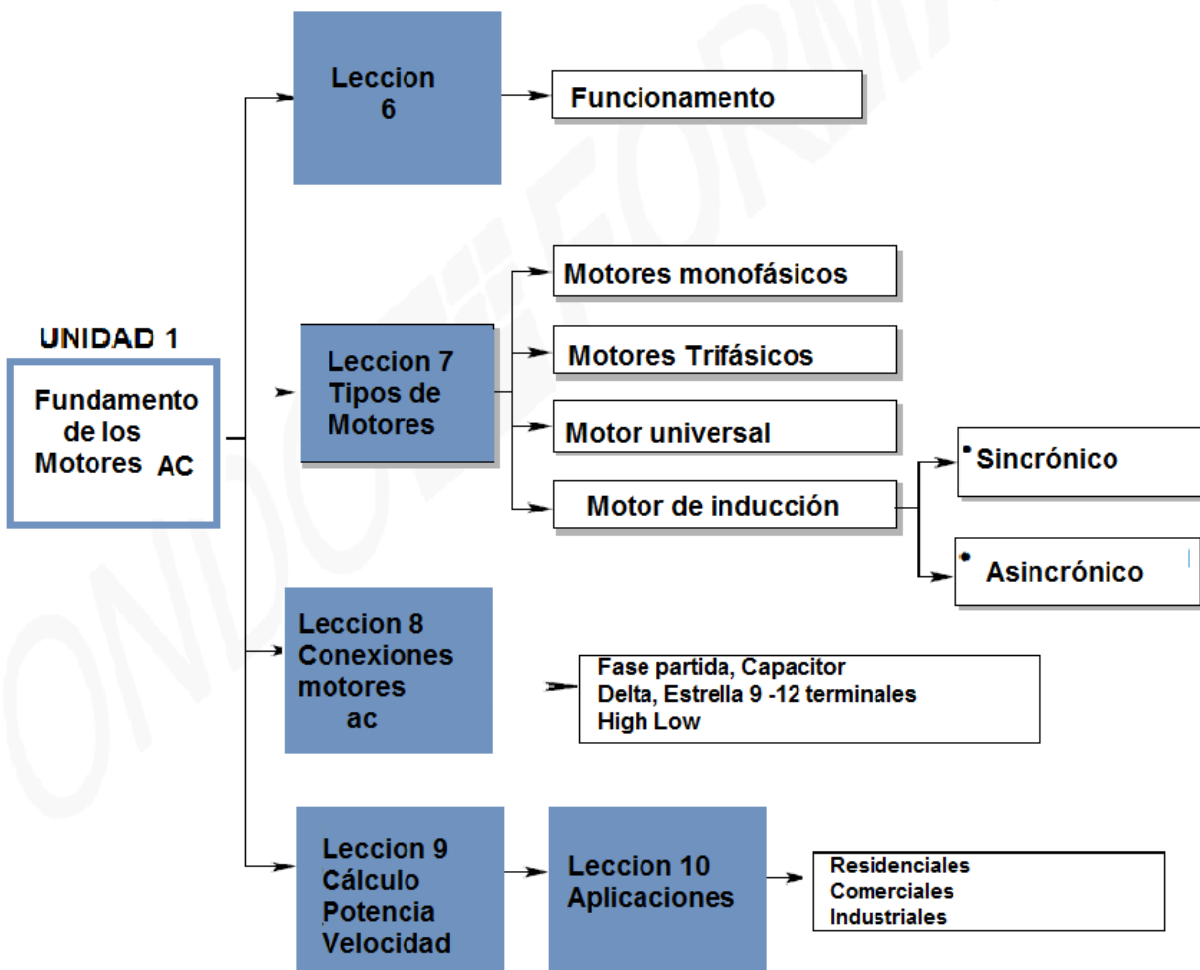 Leccion
6
Funcionamento
UNIDAD 1
Fundamento
de los
Motores AC
Leccion 7
Tipos de
Motores
Motores monofásicos
Motores Trifásicos
Motor universal
Motor de inducción
• Sincrónico
• Asincrónico
Leccion 8
Conexiones
motores
ac
Fase partida, Capacitor
Delta, Estrella 9 -12 terminales
High Low
Leccion 9
Cálculo
Potencia
Velocidad
Leccion 10
Aplicaciones
Residenciales
Comerciales
Industriales